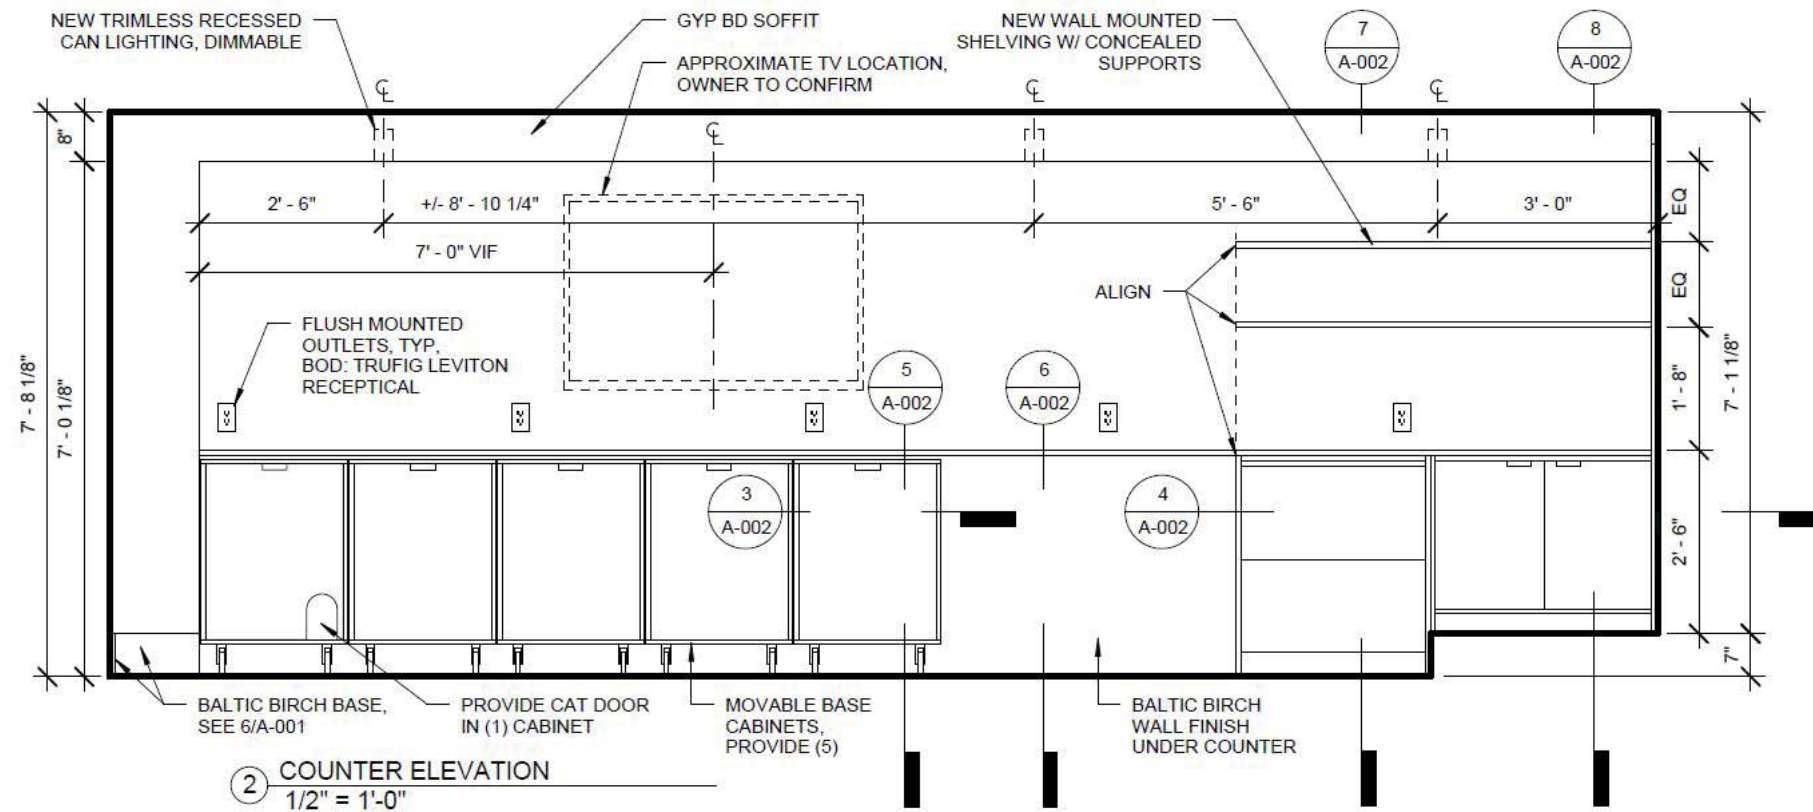 NEW TRIMLESS RECESSED
CAN LIGHTING, DIMMABLE
GYP BD SOFFIT
APPROXIMATE TV LOCATION,
OWNER TO CONFIRM
NEW WALL MOUNTED
SHELVING W/ CONCEALED
SUPPORTS
7
A-002
8
A-002
℄
℄
℄
℄
8"
7' - 8 1/8"
7' - 0 1/8"
2' - 6"
+/- 8' - 10 1/4"
5' - 6"
3' - 0"
7' - 0" VIF
EQ
EQ
1' - 8"
2' - 6"
7' - 1 1/8"
7"
ALIGN
FLUSH MOUNTED
OUTLETS, TYP,
BOD: TRUFIG LEVITON
RECEPTICAL
5
A-002
6
A-002
3
A-002
4
A-002
BALTIC BIRCH BASE,
SEE 6/A-001
PROVIDE CAT DOOR
IN (1) CABINET
MOVABLE BASE
CABINETS,
PROVIDE (5)
BALTIC BIRCH
WALL FINISH
UNDER COUNTER
2
COUNTER ELEVATION
1/2" = 1'-0"